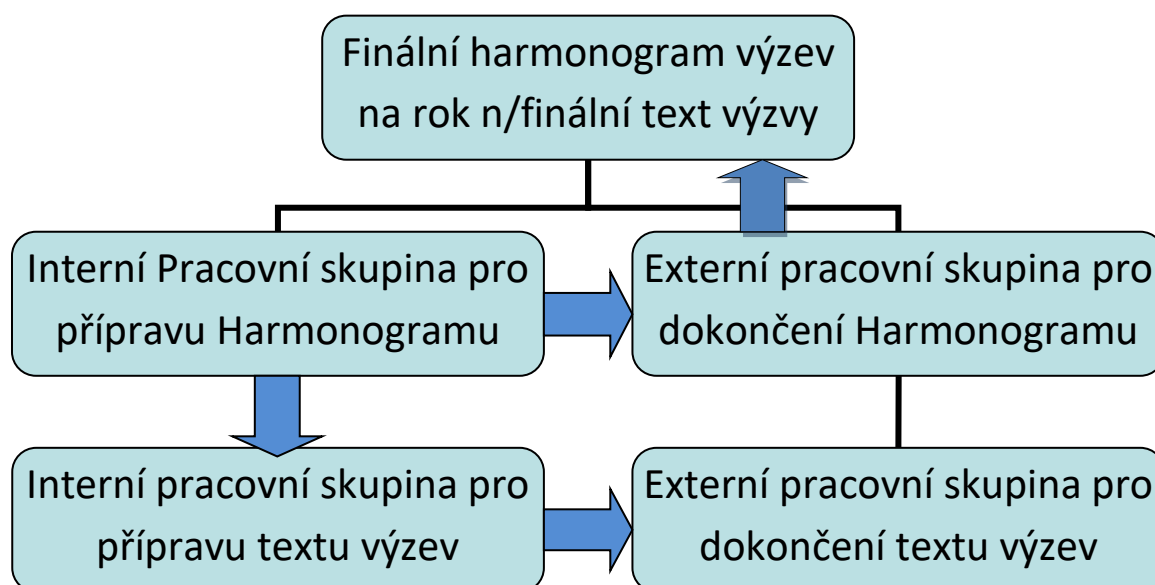 Finální harmonogram výzev
na rok n/finální text výzvy
Interní Pracovní skupina pro
přípravu Harmonogramu
Externí pracovní skupina pro
dokončení Harmonogramu
Interní pracovní skupina pro
přípravu textu výzev
Externí pracovní skupina pro
dokončení textu výzev